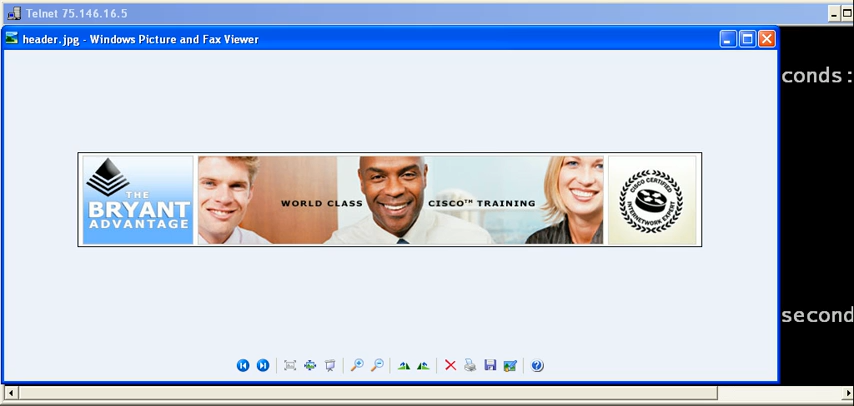 Telnet 75.146.16.5
header.jpg - Windows Picture and Fax Viewer
conds:
THE
BRYANT
ADVANTAGE
WORLD CLASS CISCO™ TRAINING
CISCO CERTIFIED
INTERNETWORK EXPERT
second